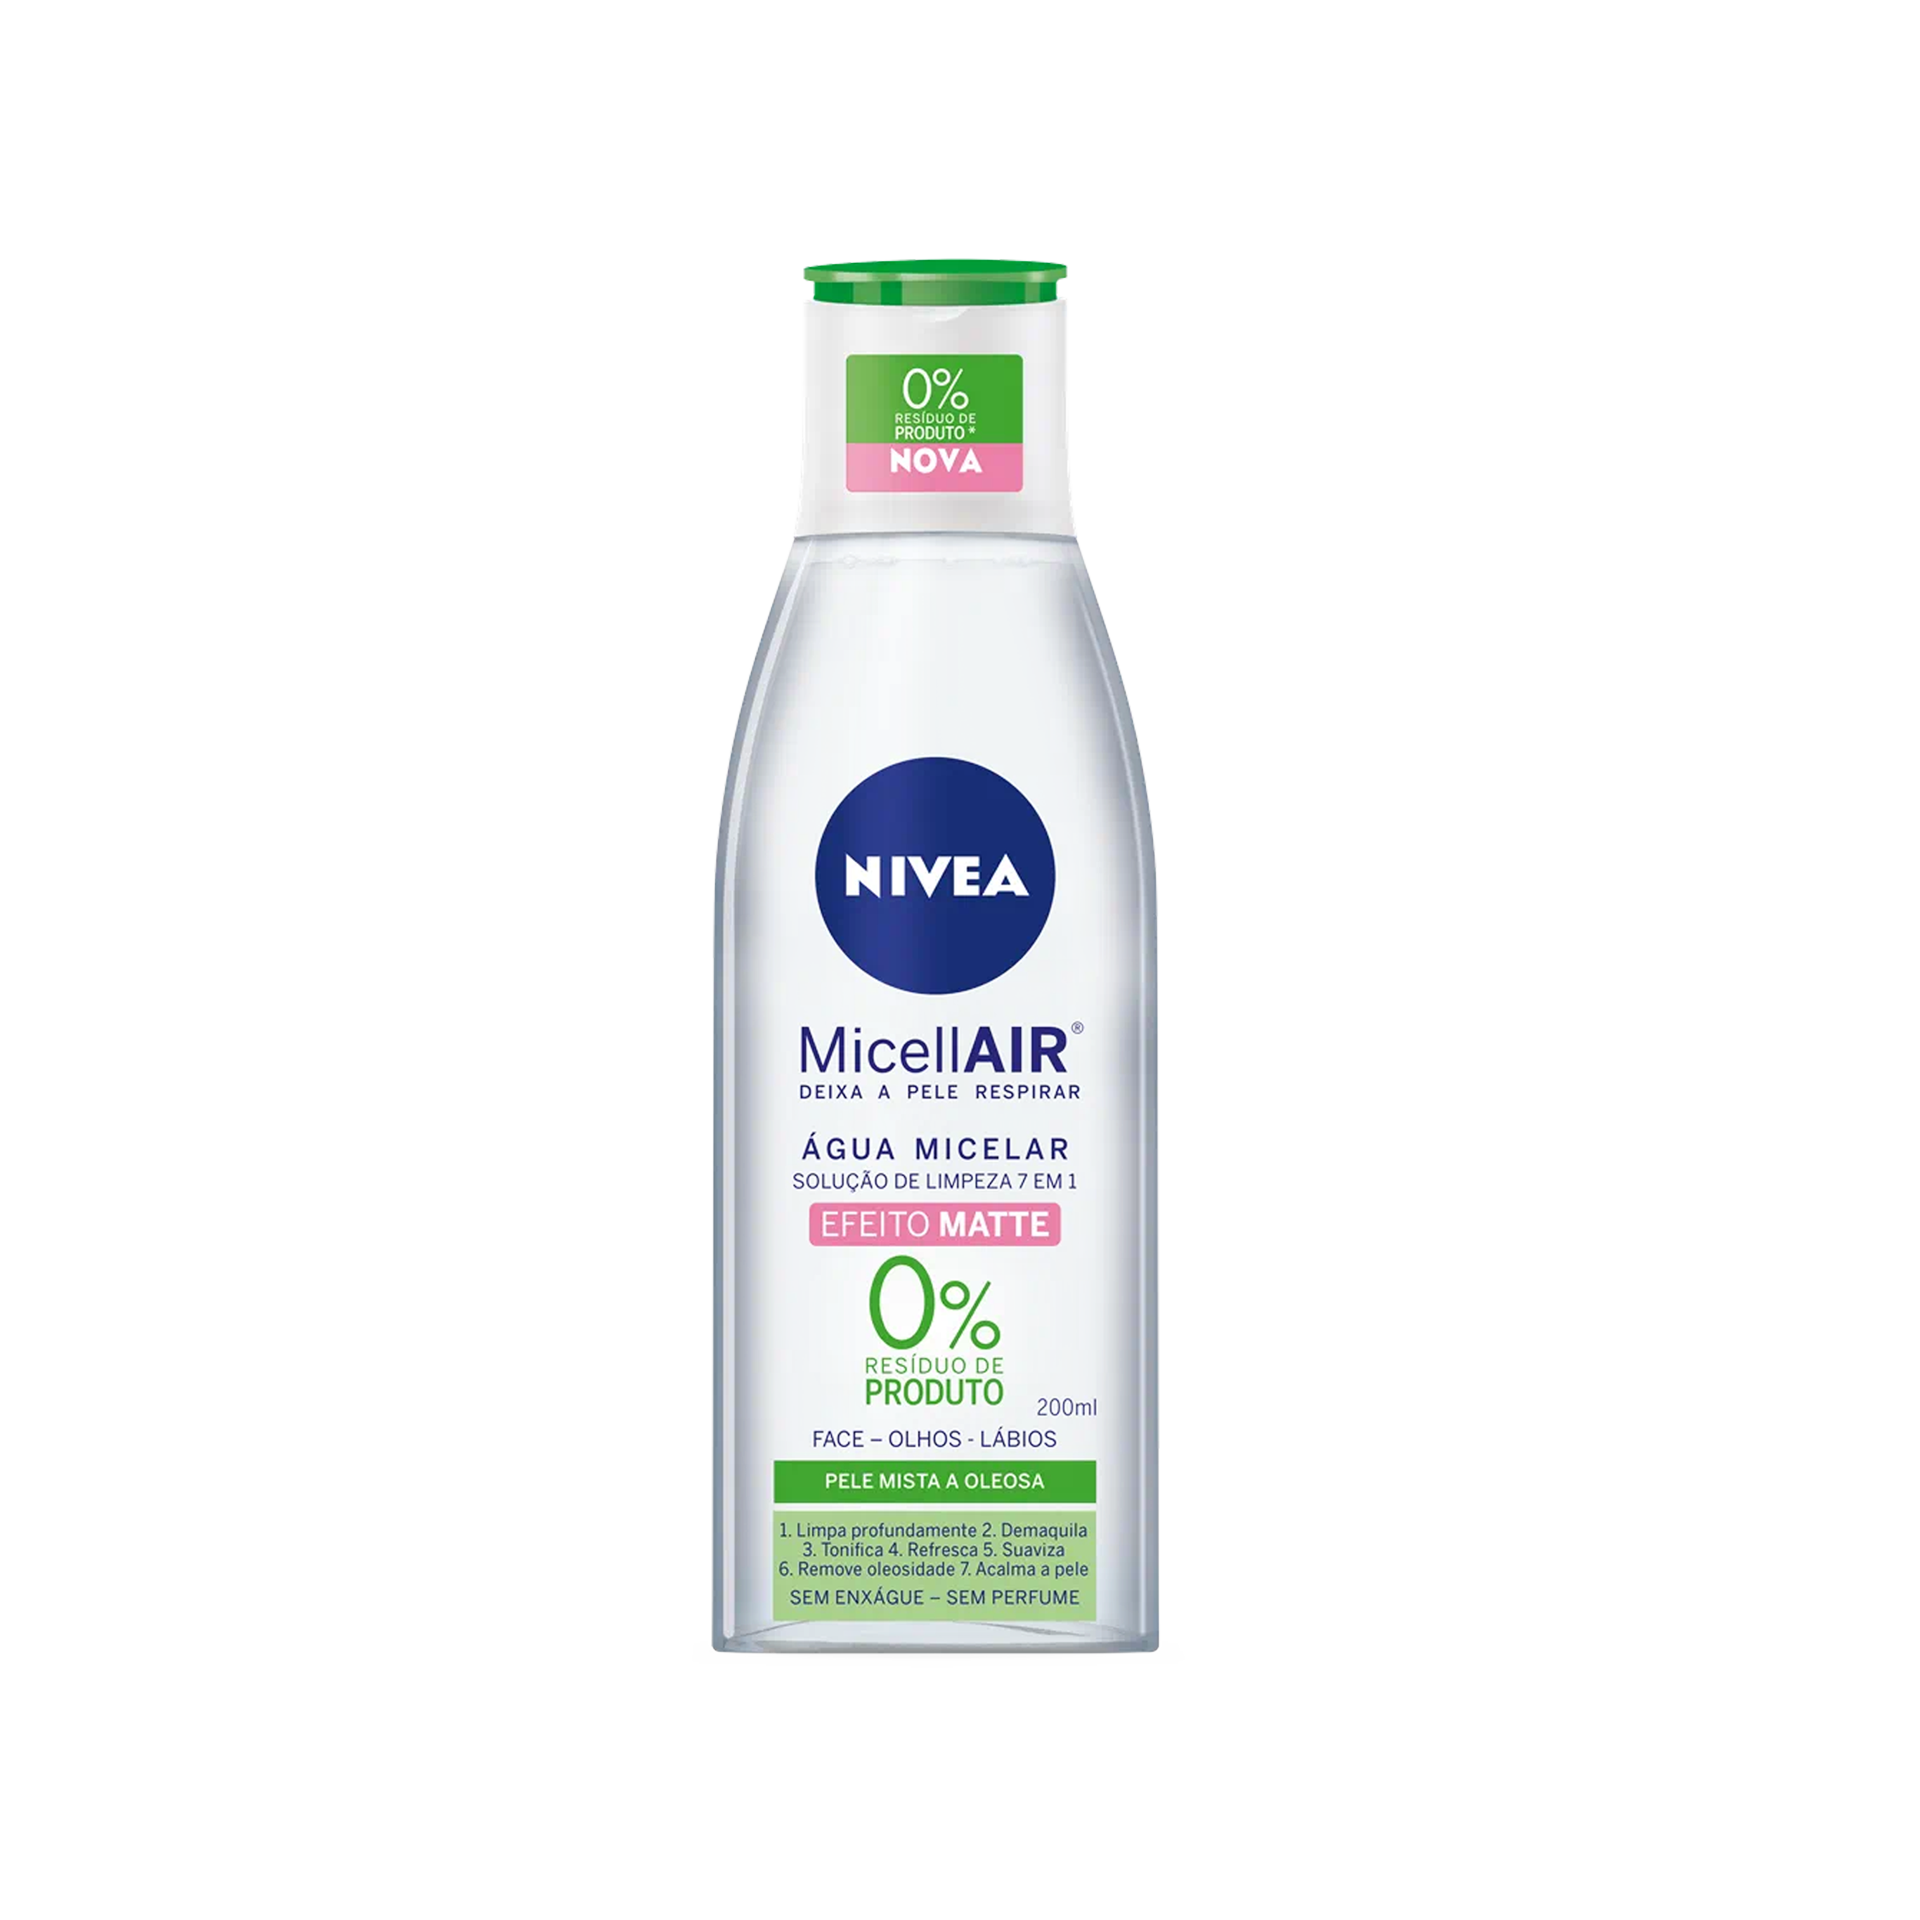 0%
RESÍDUO DE
PRODUTO*
NOVA
NIVEA
MicellAIR®
DEIXA A PELE RESPIRAR
ÁGUA MICELAR
SOLUÇÃO DE LIMPEZA 7 EM 1
EFEITO MATTE
0%
RESÍDUO DE
PRODUTO
200ml
FACE – OLHOS - LÁBIOS
PELE MISTA A OLEOSA
1. Limpa profundamente 2. Demaquila
3. Tonifica 4. Refresca 5. Suaviza
6. Remove oleosidade 7. Acalma a pele
SEM ENXÁGUE – SEM PERFUME